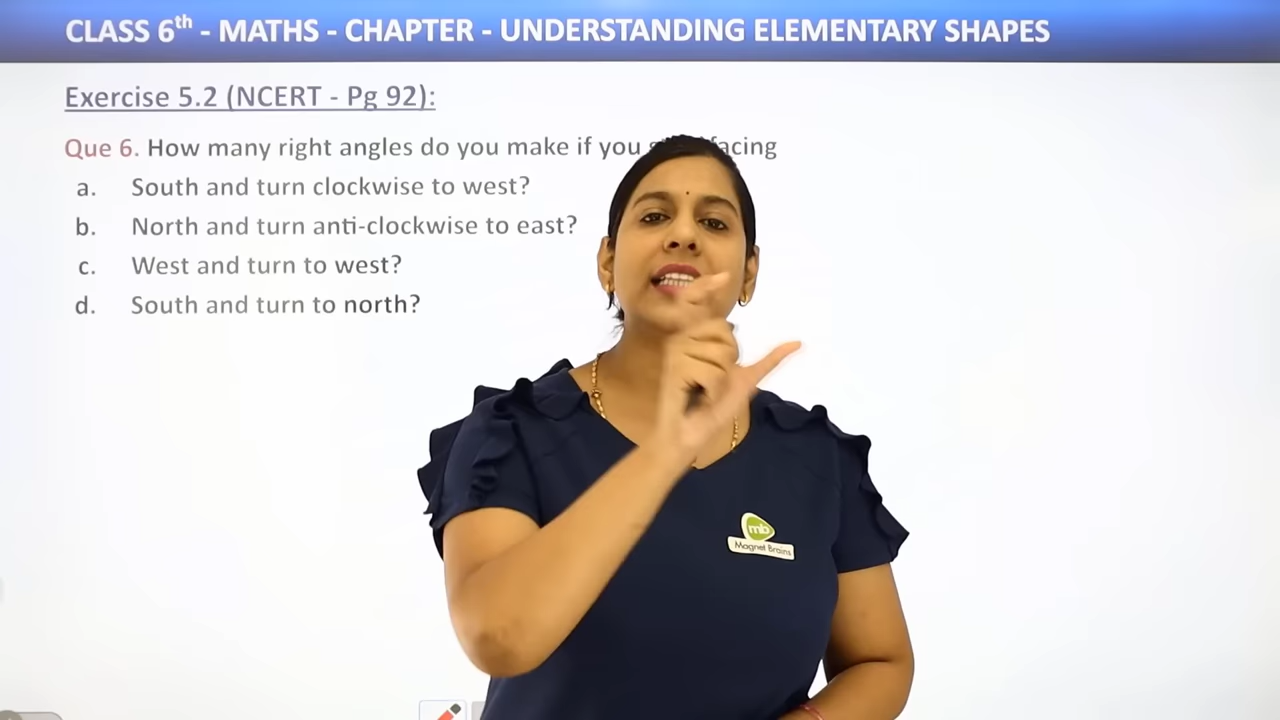 CLASS 6th - MATHS - CHAPTER - UNDERSTANDING ELEMENTARY SHAPES
Exercise 5.2 (NCERT - Pg 92):
Que 6. How many right angles do you make if you facing
a. South and turn clockwise to west?
b. North and turn anti-clockwise to east?
c. West and turn to west?
d. South and turn to north?
mb
Magnet Brains